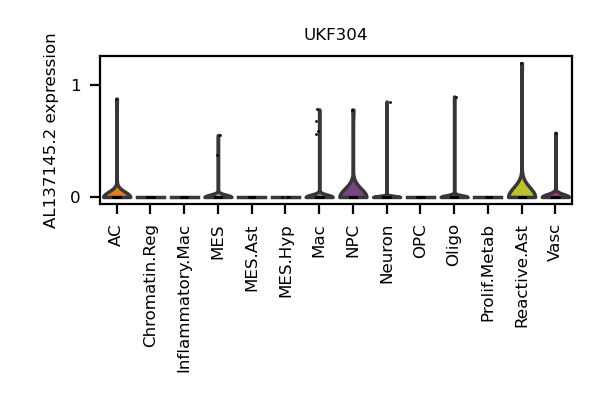 UKF304
AL137145.2 expression
1
0
AC
Chromatin.Reg
Inflammatory.Mac
MES
MES.Ast
MES.Hyp
Mac
NPC
Neuron
OPC
Oligo
Prolif.Metab
Reactive.Ast
Vasc